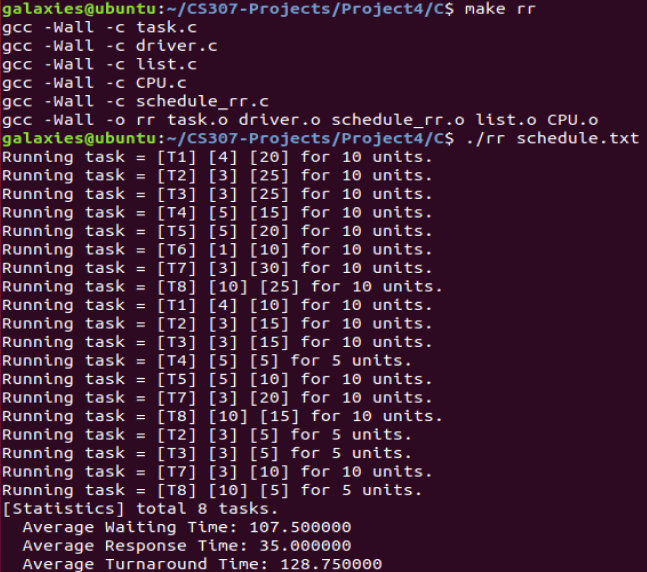 galaxies@ubuntu:~/CS307-Projects/Project4/C$ make rr
gcc -Wall -c task.c
gcc -Wall -c driver.c
gcc -Wall -c list.c
gcc -Wall -c CPU.c
gcc -Wall -c schedule_rr.c
gcc -Wall -o rr task.o driver.o schedule_rr.o list.o CPU.o
galaxies@ubuntu:~/CS307-Projects/Project4/C$ ./rr schedule.txt
Running task = [T1] [4] [20] for 10 units.
Running task = [T2] [3] [25] for 10 units.
Running task = [T3] [3] [25] for 10 units.
Running task = [T4] [5] [15] for 10 units.
Running task = [T5] [5] [20] for 10 units.
Running task = [T6] [1] [10] for 10 units.
Running task = [T7] [3] [30] for 10 units.
Running task = [T8] [10] [25] for 10 units.
Running task = [T1] [4] [10] for 10 units.
Running task = [T2] [3] [15] for 10 units.
Running task = [T3] [3] [15] for 10 units.
Running task = [T4] [5] [5] for 5 units.
Running task = [T5] [5] [10] for 10 units.
Running task = [T7] [3] [20] for 10 units.
Running task = [T8] [10] [15] for 10 units.
Running task = [T2] [3] [5] for 5 units.
Running task = [T3] [3] [5] for 5 units.
Running task = [T7] [3] [10] for 10 units.
Running task = [T8] [10] [5] for 5 units.
[Statistics] total 8 tasks.
  Average Waiting Time: 107.500000
  Average Response Time: 35.000000
  Average Turnaround Time: 128.750000